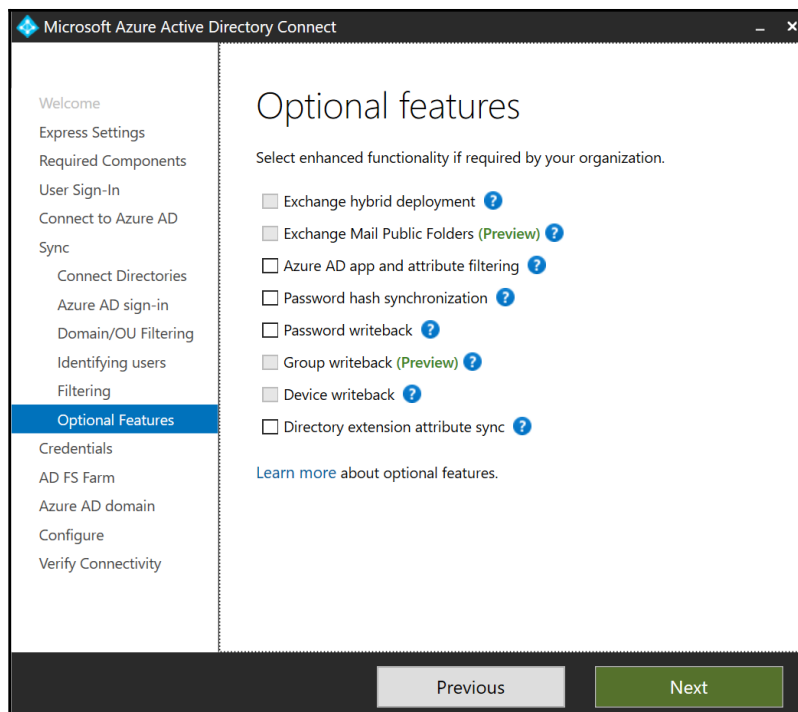 Microsoft Azure Active Directory Connect
Welcome
Express Settings
Required Components
User Sign-In
Connect to Azure AD
Sync
Connect Directories
Azure AD sign-in
Domain/OU Filtering
Identifying users
Filtering
Optional Features
Credentials
AD FS Farm
Azure AD domain
Configure
Verify Connectivity
Optional features
Select enhanced functionality if required by your organization.
Exchange hybrid deployment ?
Exchange Mail Public Folders (Preview) ?
Azure AD app and attribute filtering ?
Password hash synchronization ?
Password writeback ?
Group writeback (Preview) ?
Device writeback ?
Directory extension attribute sync ?
Learn more about optional features.
Previous
Next